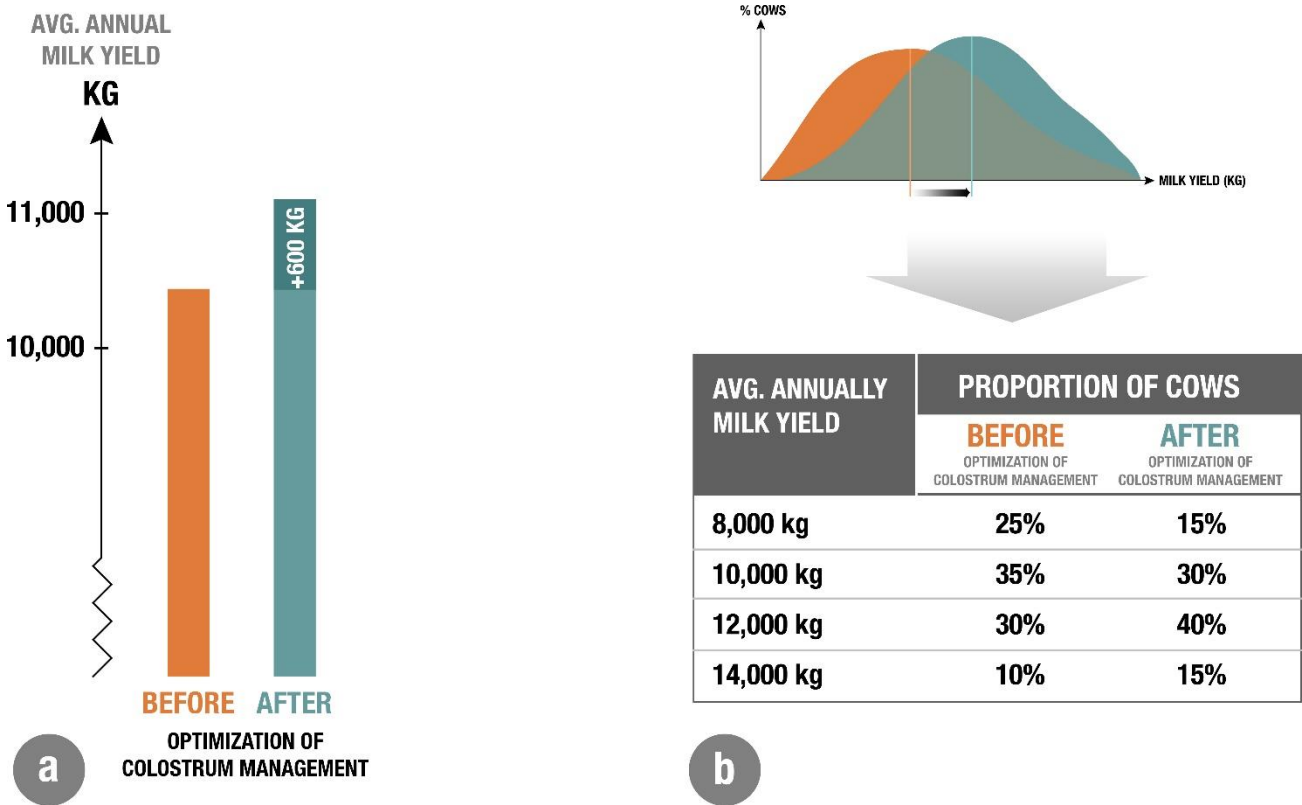 AVG. ANNUAL
MILK YIELD
KG
11,000
10,000
+600 KG
BEFORE AFTER
OPTIMIZATION OF
COLOSTRUM MANAGEMENT
a
% COWS
MILK YIELD (KG)
AVG. ANNUALLY
MILK YIELD
PROPORTION OF COWS
BEFORE
OPTIMIZATION OF
COLOSTRUM MANAGEMENT
AFTER
OPTIMIZATION OF
COLOSTRUM MANAGEMENT
8,000 kg 25% 15%
10,000 kg 35% 30%
12,000 kg 30% 40%
14,000 kg 10% 15%
b